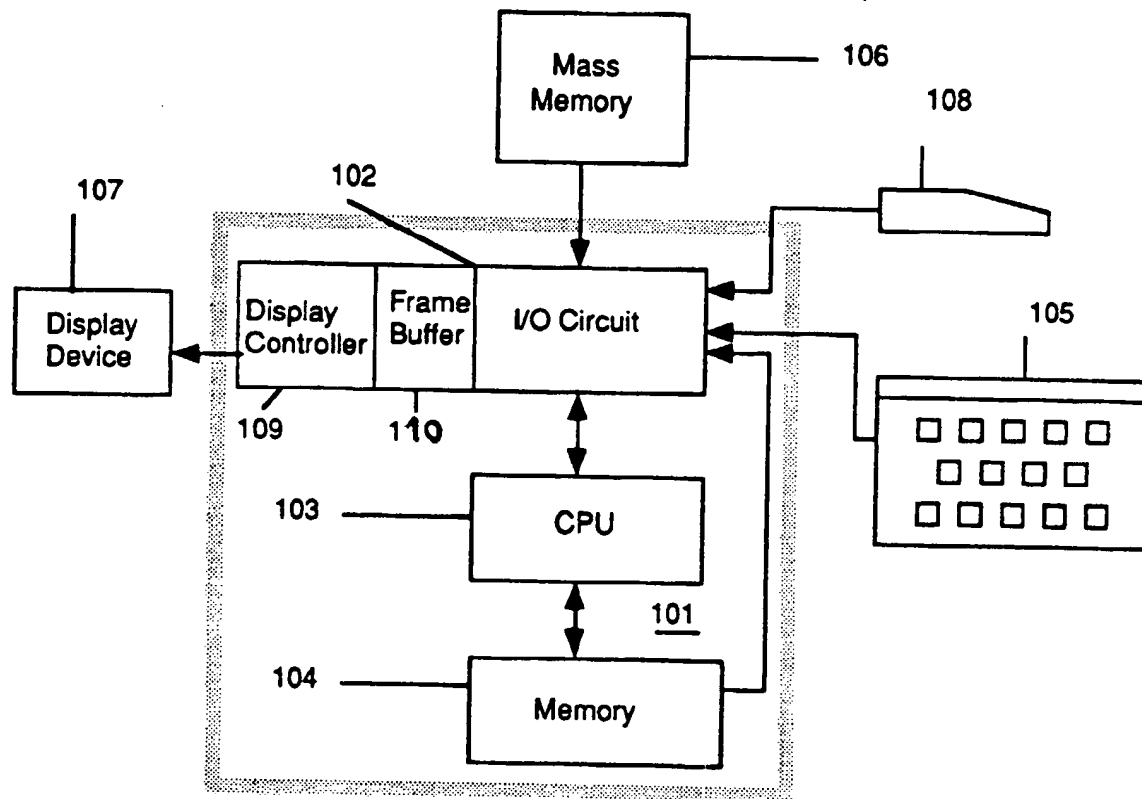 Mass
Memory
106
108
102
107
Display
Device
Display
Controller
Frame
Buffer
I/O Circuit
105
109
110
103
CPU
101
104
Memory